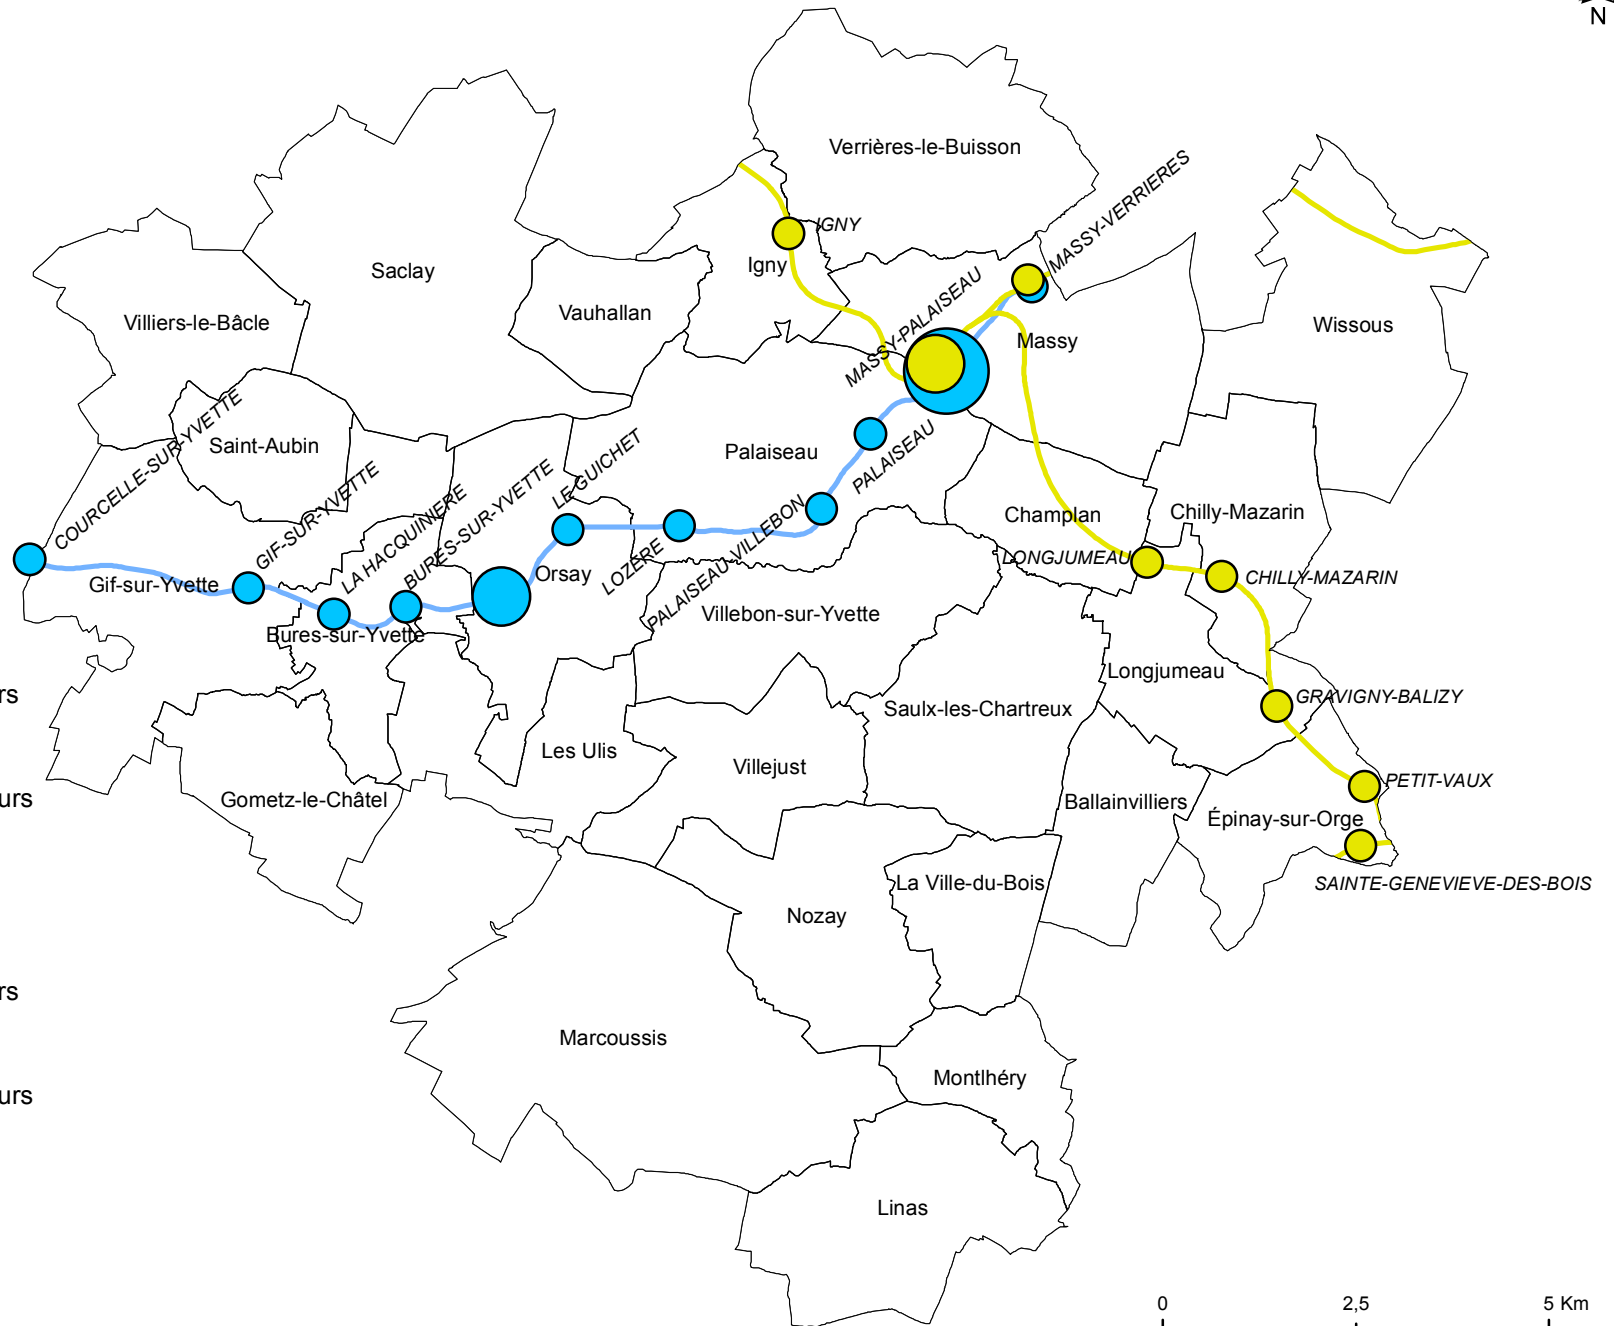 N
Verrières-le-Buisson
MASSY-VERRIERES
IGNY
Igny
Saclay
MASSY-PALAISEAU
Vauhallan
Villiers-le-Bâcle
Wissous
Massy
COURCELLE-SUR-YVETTE
Saint-Aubin
Palaiseau
PALAISEAU
GIF-SUR-YVETTE
LA HACQUINIERE
BURES-SUR-YVETTE
LE GUICHET
Champlan
Chilly-Mazarin
LONGJUMEAU
CHILLY-MAZARIN
LOZERE
PALAISEAU-VILLEBON
Orsay
Gif-sur-Yvette
Villebon-sur-Yvette
Bures-sur-Yvette
Longjumeau
rs
GRAVIGNY-BALIZY
Saulx-les-Chartreux
Les Ulis
Villejust
PETIT-VAUX
urs
Gometz-le-Châtel
Ballainvilliers
Épinay-sur-Orge
La Ville-du-Bois
SAINTE-GENEVIEVE-DES-BOIS
Nozay
rs
Marcoussis
Montlhéry
urs
Linas
0 2,5 5 Km